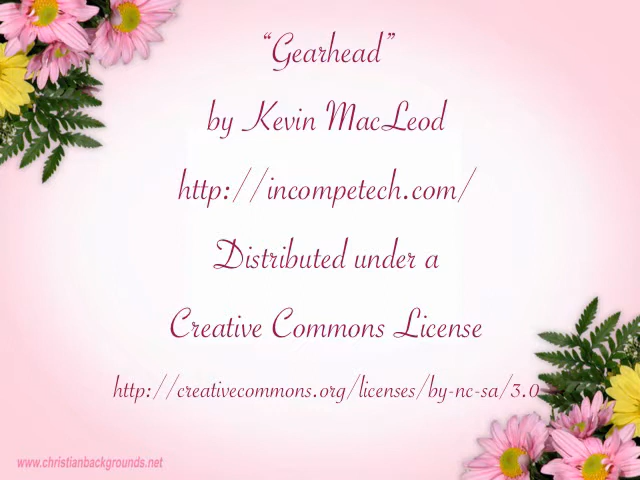 “Gearhead”
by Kevin MacLeod
http://incompetech.com/
Distributed under a
Creative Commons License
http://creativecommons.org/licenses/by-nc-sa/3.0
www.christianbackgrounds.net